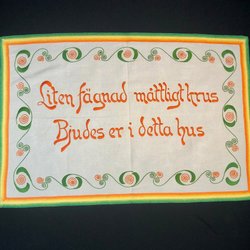 Liten fägnad måttligt krus
Bjudes er i detta hus